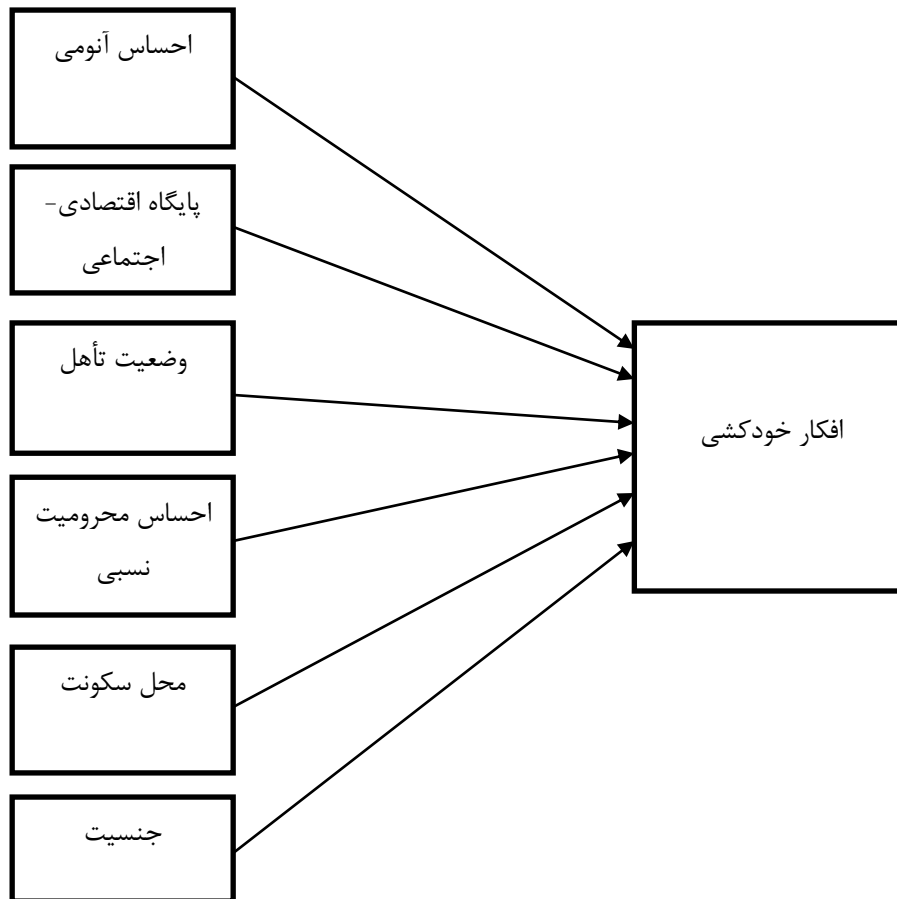 احساس آنومی
پایگاه اقتصادی-
اجتماعی
وضعیت تأهل
احساس محرومیت
نسبی
محل سکونت
جنسیت
افکار خودکشی